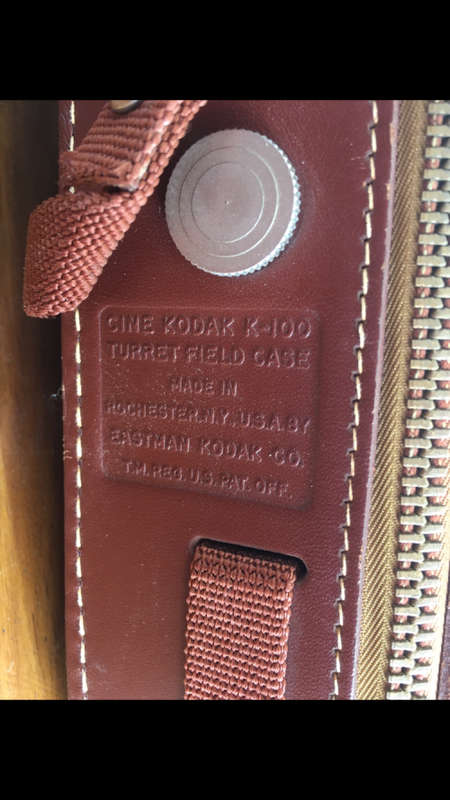 CINE KODAK K-100
TURRET FIELD CASE
MADE IN
ROCHESTER.N.Y.U.S.A.BY
EASTMAN KODAK CO.
T.M.REG.U.S.PAT.OFF.